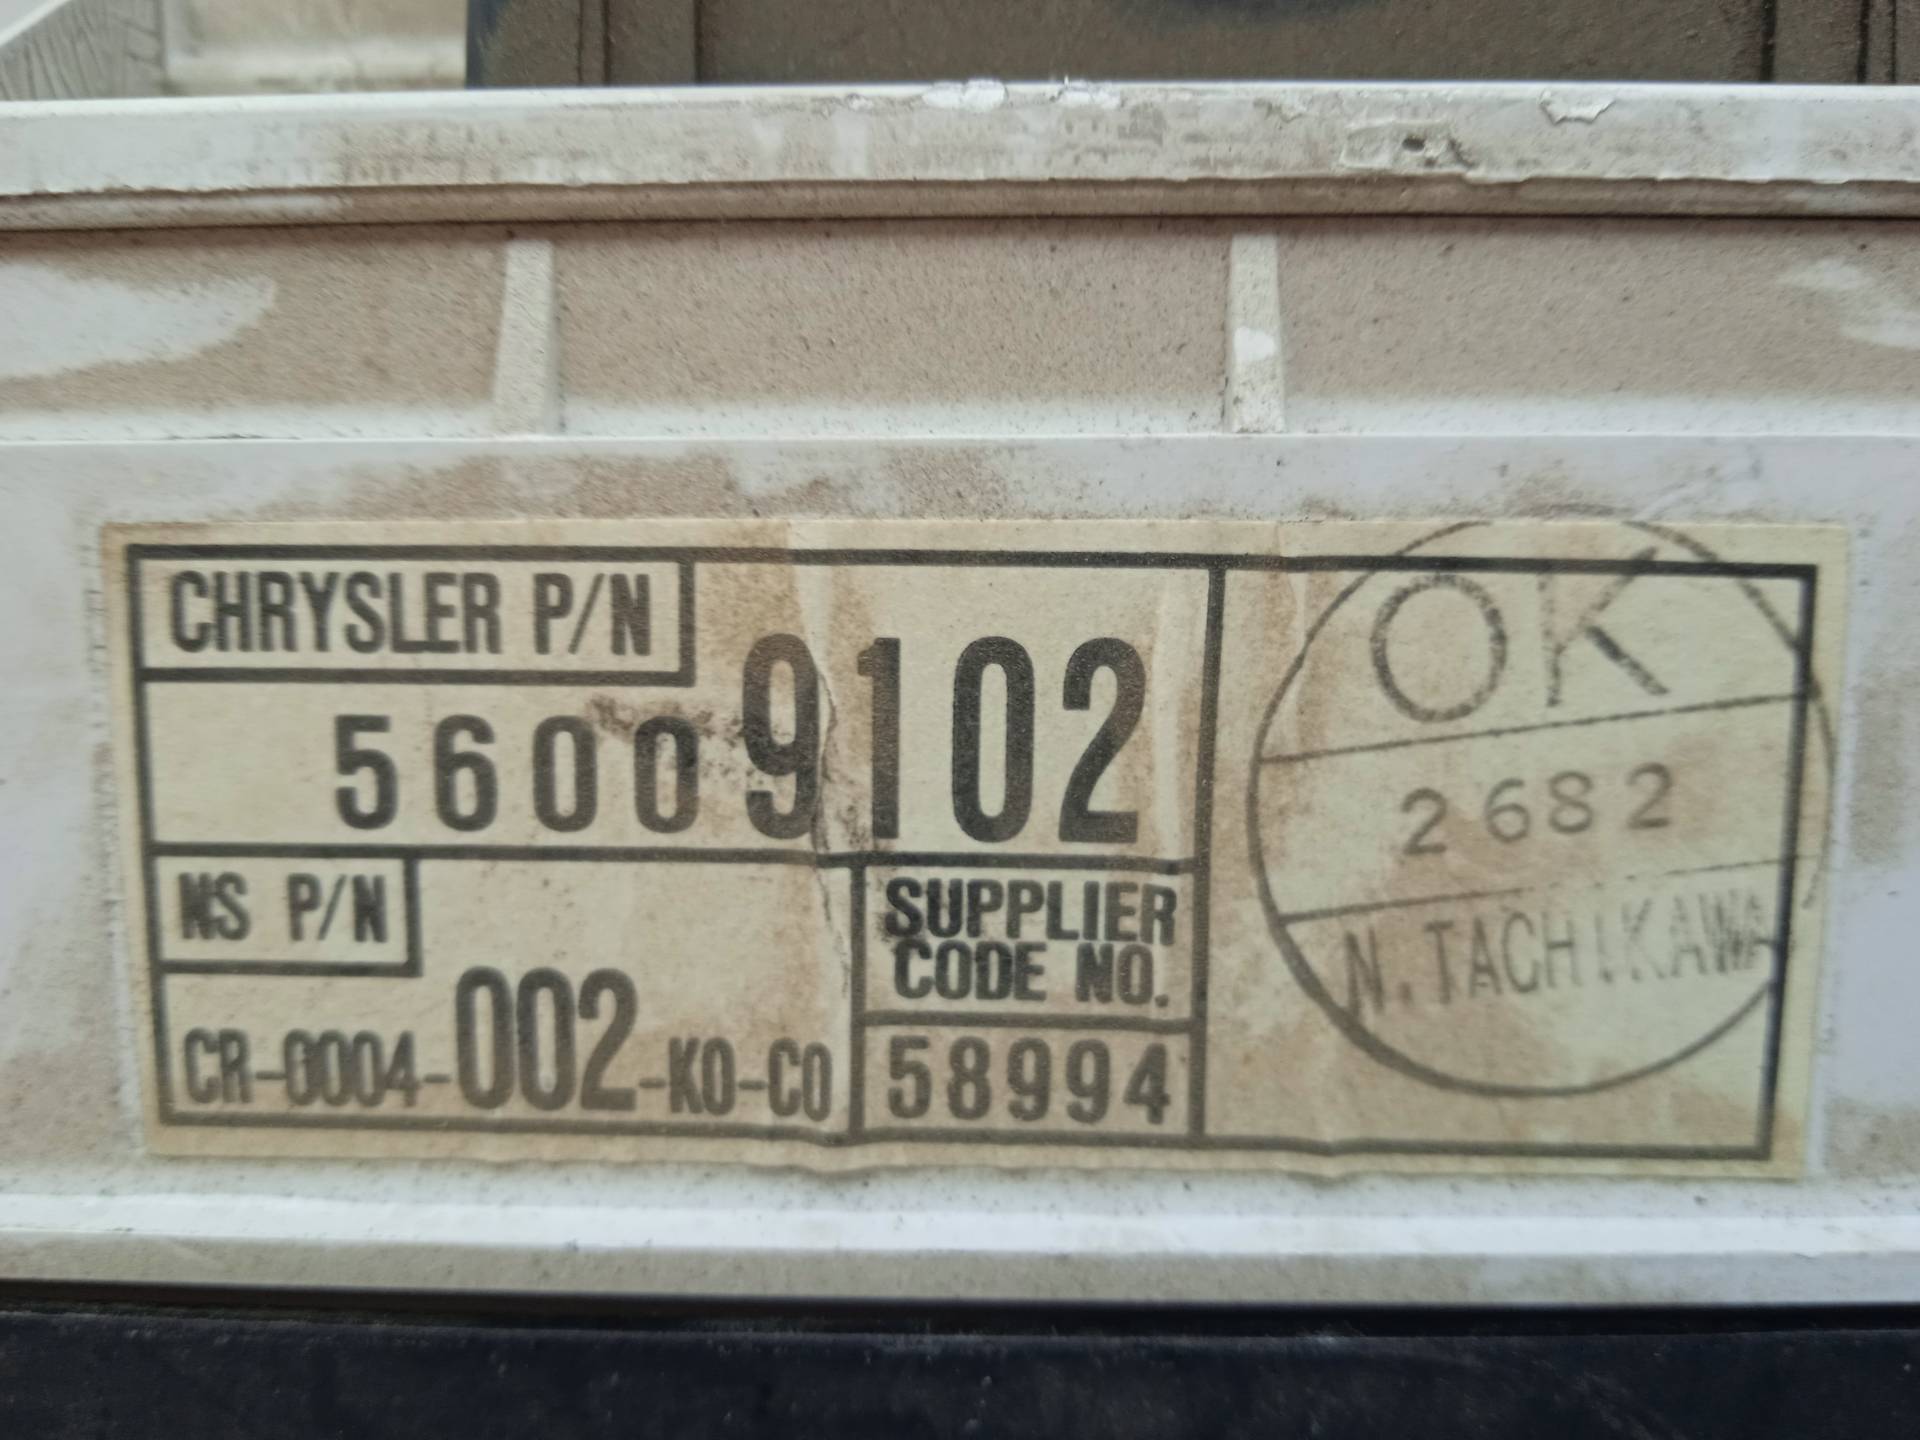 CHRYSLER P/N
56009102
NS P/N
CR-0004-002-KO-CO
SUPPLIER
CODE NO.
58994
OK
2682
N. TACHIKAWA